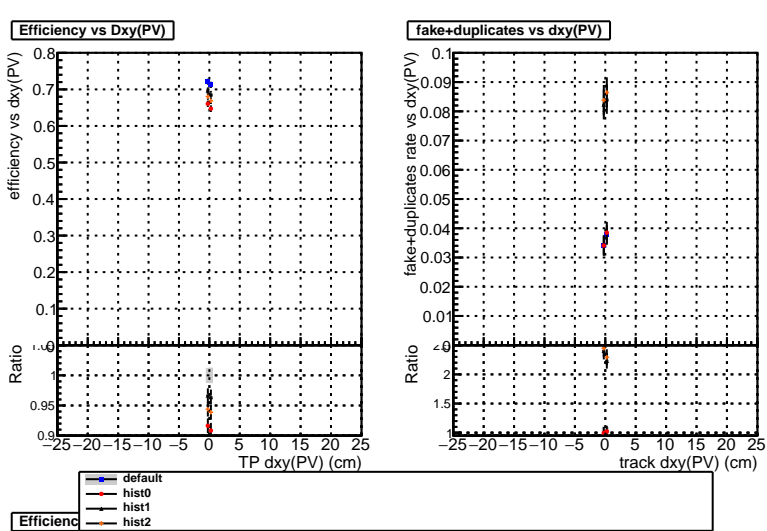 Efficiency vs Dxy(PV)
fake+duplicates vs dxy(PV)
efficiency vs dxy(PV)
0.8
0.7
0.6
0.5
0.4
0.3
0.2
0.1
Ratio
1
0.95
0.9
−25 −20 −15 −10 −5 0 5 10 15 20 25
TP dxy(PV) (cm)
fake+duplicates rate vs dxy(PV)
0.1
0.09
0.08
0.07
0.06
0.05
0.04
0.03
0.02
0.01
Ratio
2
1.5
1
−25 −20 −15 −10 −5 0 5 10 15 20 25
track dxy(PV) (cm)
default
hist0
hist1
hist2